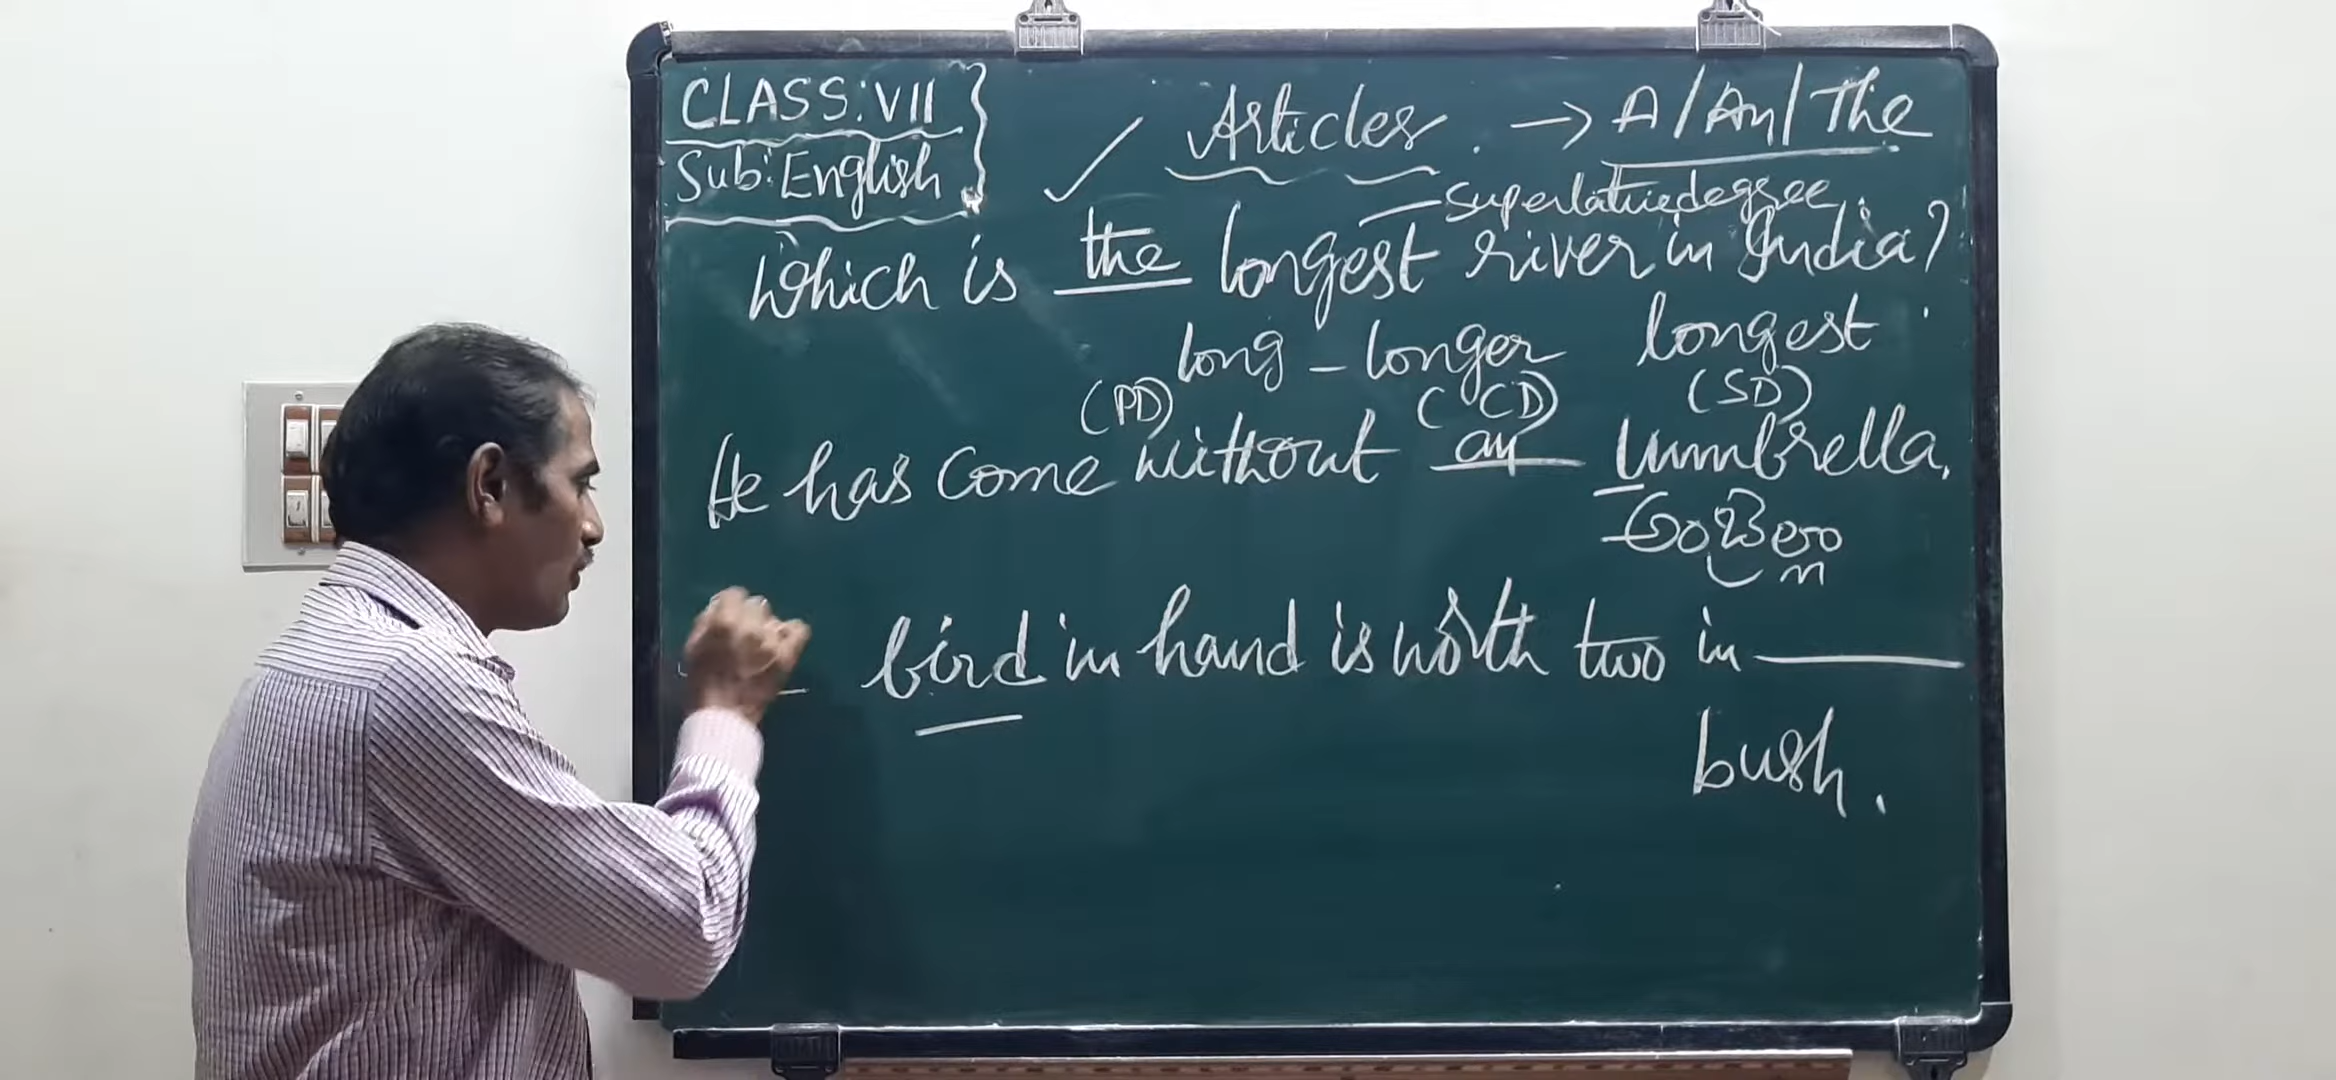 CLASS: VII
Sub: English
✓ Articles. → A/An/The
— Superlative degree.
Which is the longest river in India?
long - longer longest
(PD) (CD) (SD)
He has come without an Umbrella.
bird in hand is worth two in ______
bush.